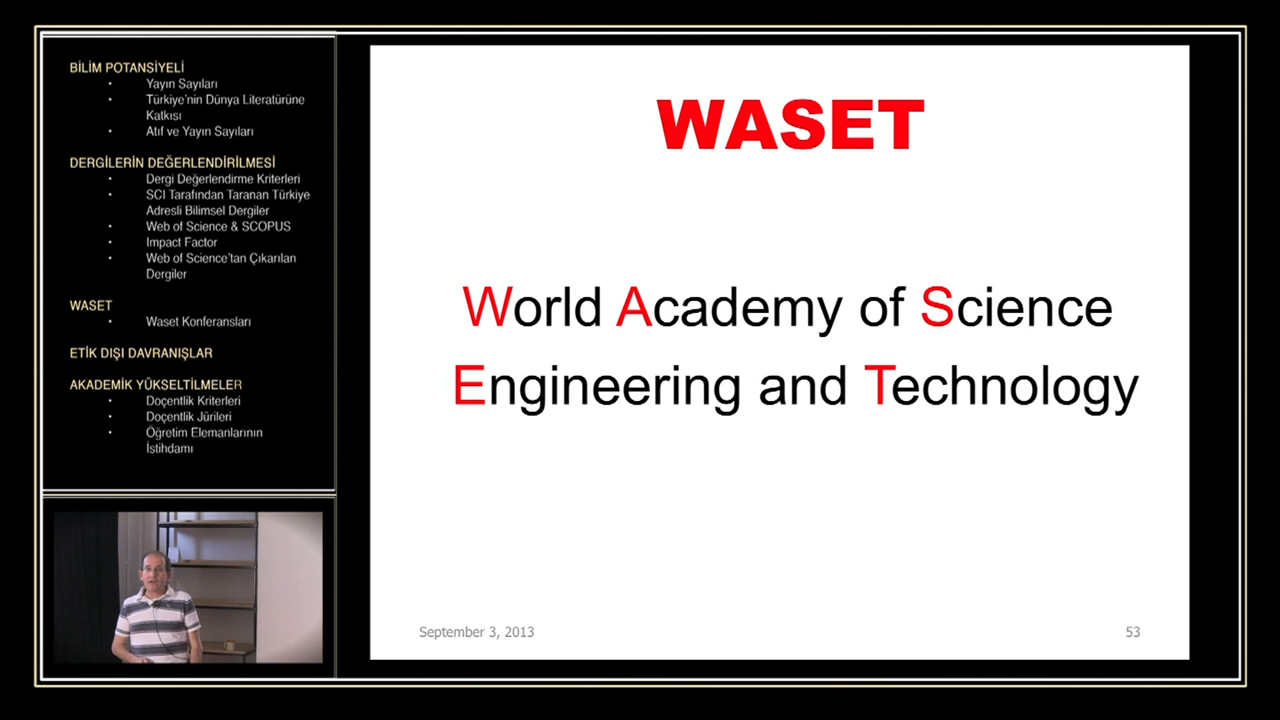 BİLİM POTANSİYELİ
• Yayın Sayıları
• Türkiye'nin Dünya Literatürüne
Katkısı
• Atıf ve Yayın Sayıları
DERGİLERİN DEĞERLENDİRİLMESİ
• Dergi Değerlendirme Kriterleri
• SCI Tarafından Taranan Türkiye
Adresli Bilimsel Dergiler
• Web of Science & SCOPUS
• Impact Factor
• Web of Science'tan Çıkarılan
Dergiler
WASET
• Waset Konferansları
ETİK DIŞI DAVRANIŞLAR
AKADEMİK YÜKSELTİLMELER
• Doçentlik Kriterleri
• Doçentlik Jürileri
• Öğretim Elemanlarının
İstihdamı
WASET
World Academy of Science
Engineering and Technology
September 3, 2013
53